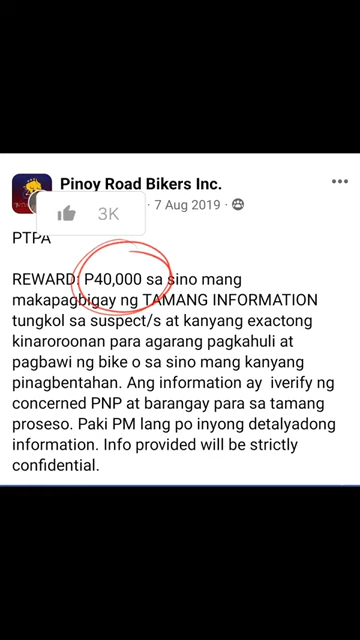 Pinoy Road Bikers Inc.
· 7 Aug 2019 ·
3K
PTPA
REWARD: P40,000 sa sino mang
makapagbigay ng TAMANG INFORMATION
tungkol sa suspect/s at kanyang exactong
kinaroroonan para agarang pagkahuli at
pagbawi ng bike o sa sino mang kanyang
pinagbentahan. Ang information ay iverify ng
concerned PNP at barangay para sa tamang
proseso. Paki PM lang po inyong detalyadong
information. Info provided will be strictly
confidential.